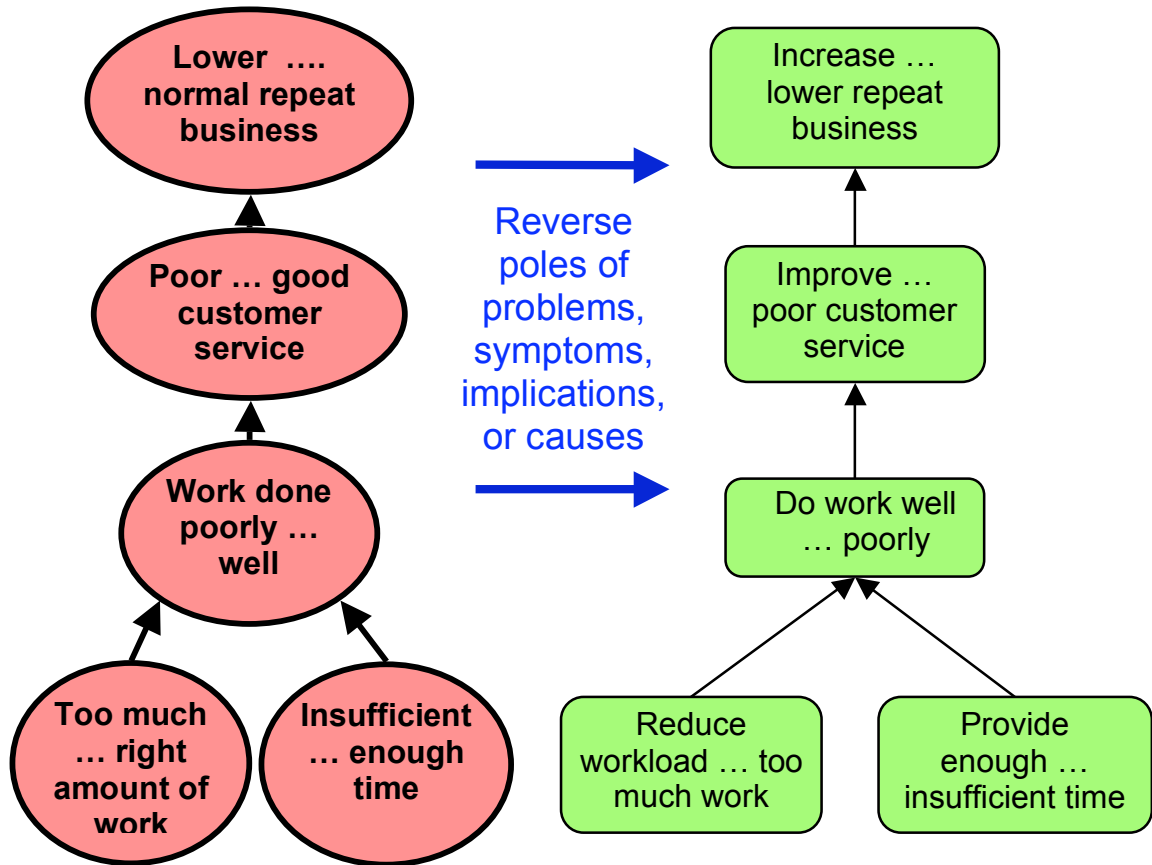 Lower ….
normal repeat
business
Poor … good
customer
service
Work done
poorly …
well
Too much
… right
amount of
work
Insufficient
… enough
time
Reverse
poles of
problems,
symptoms,
implications,
or causes
Increase …
lower repeat
business
Improve …
poor customer
service
Do work well
… poorly
Reduce
workload … too
much work
Provide
enough …
insufficient time